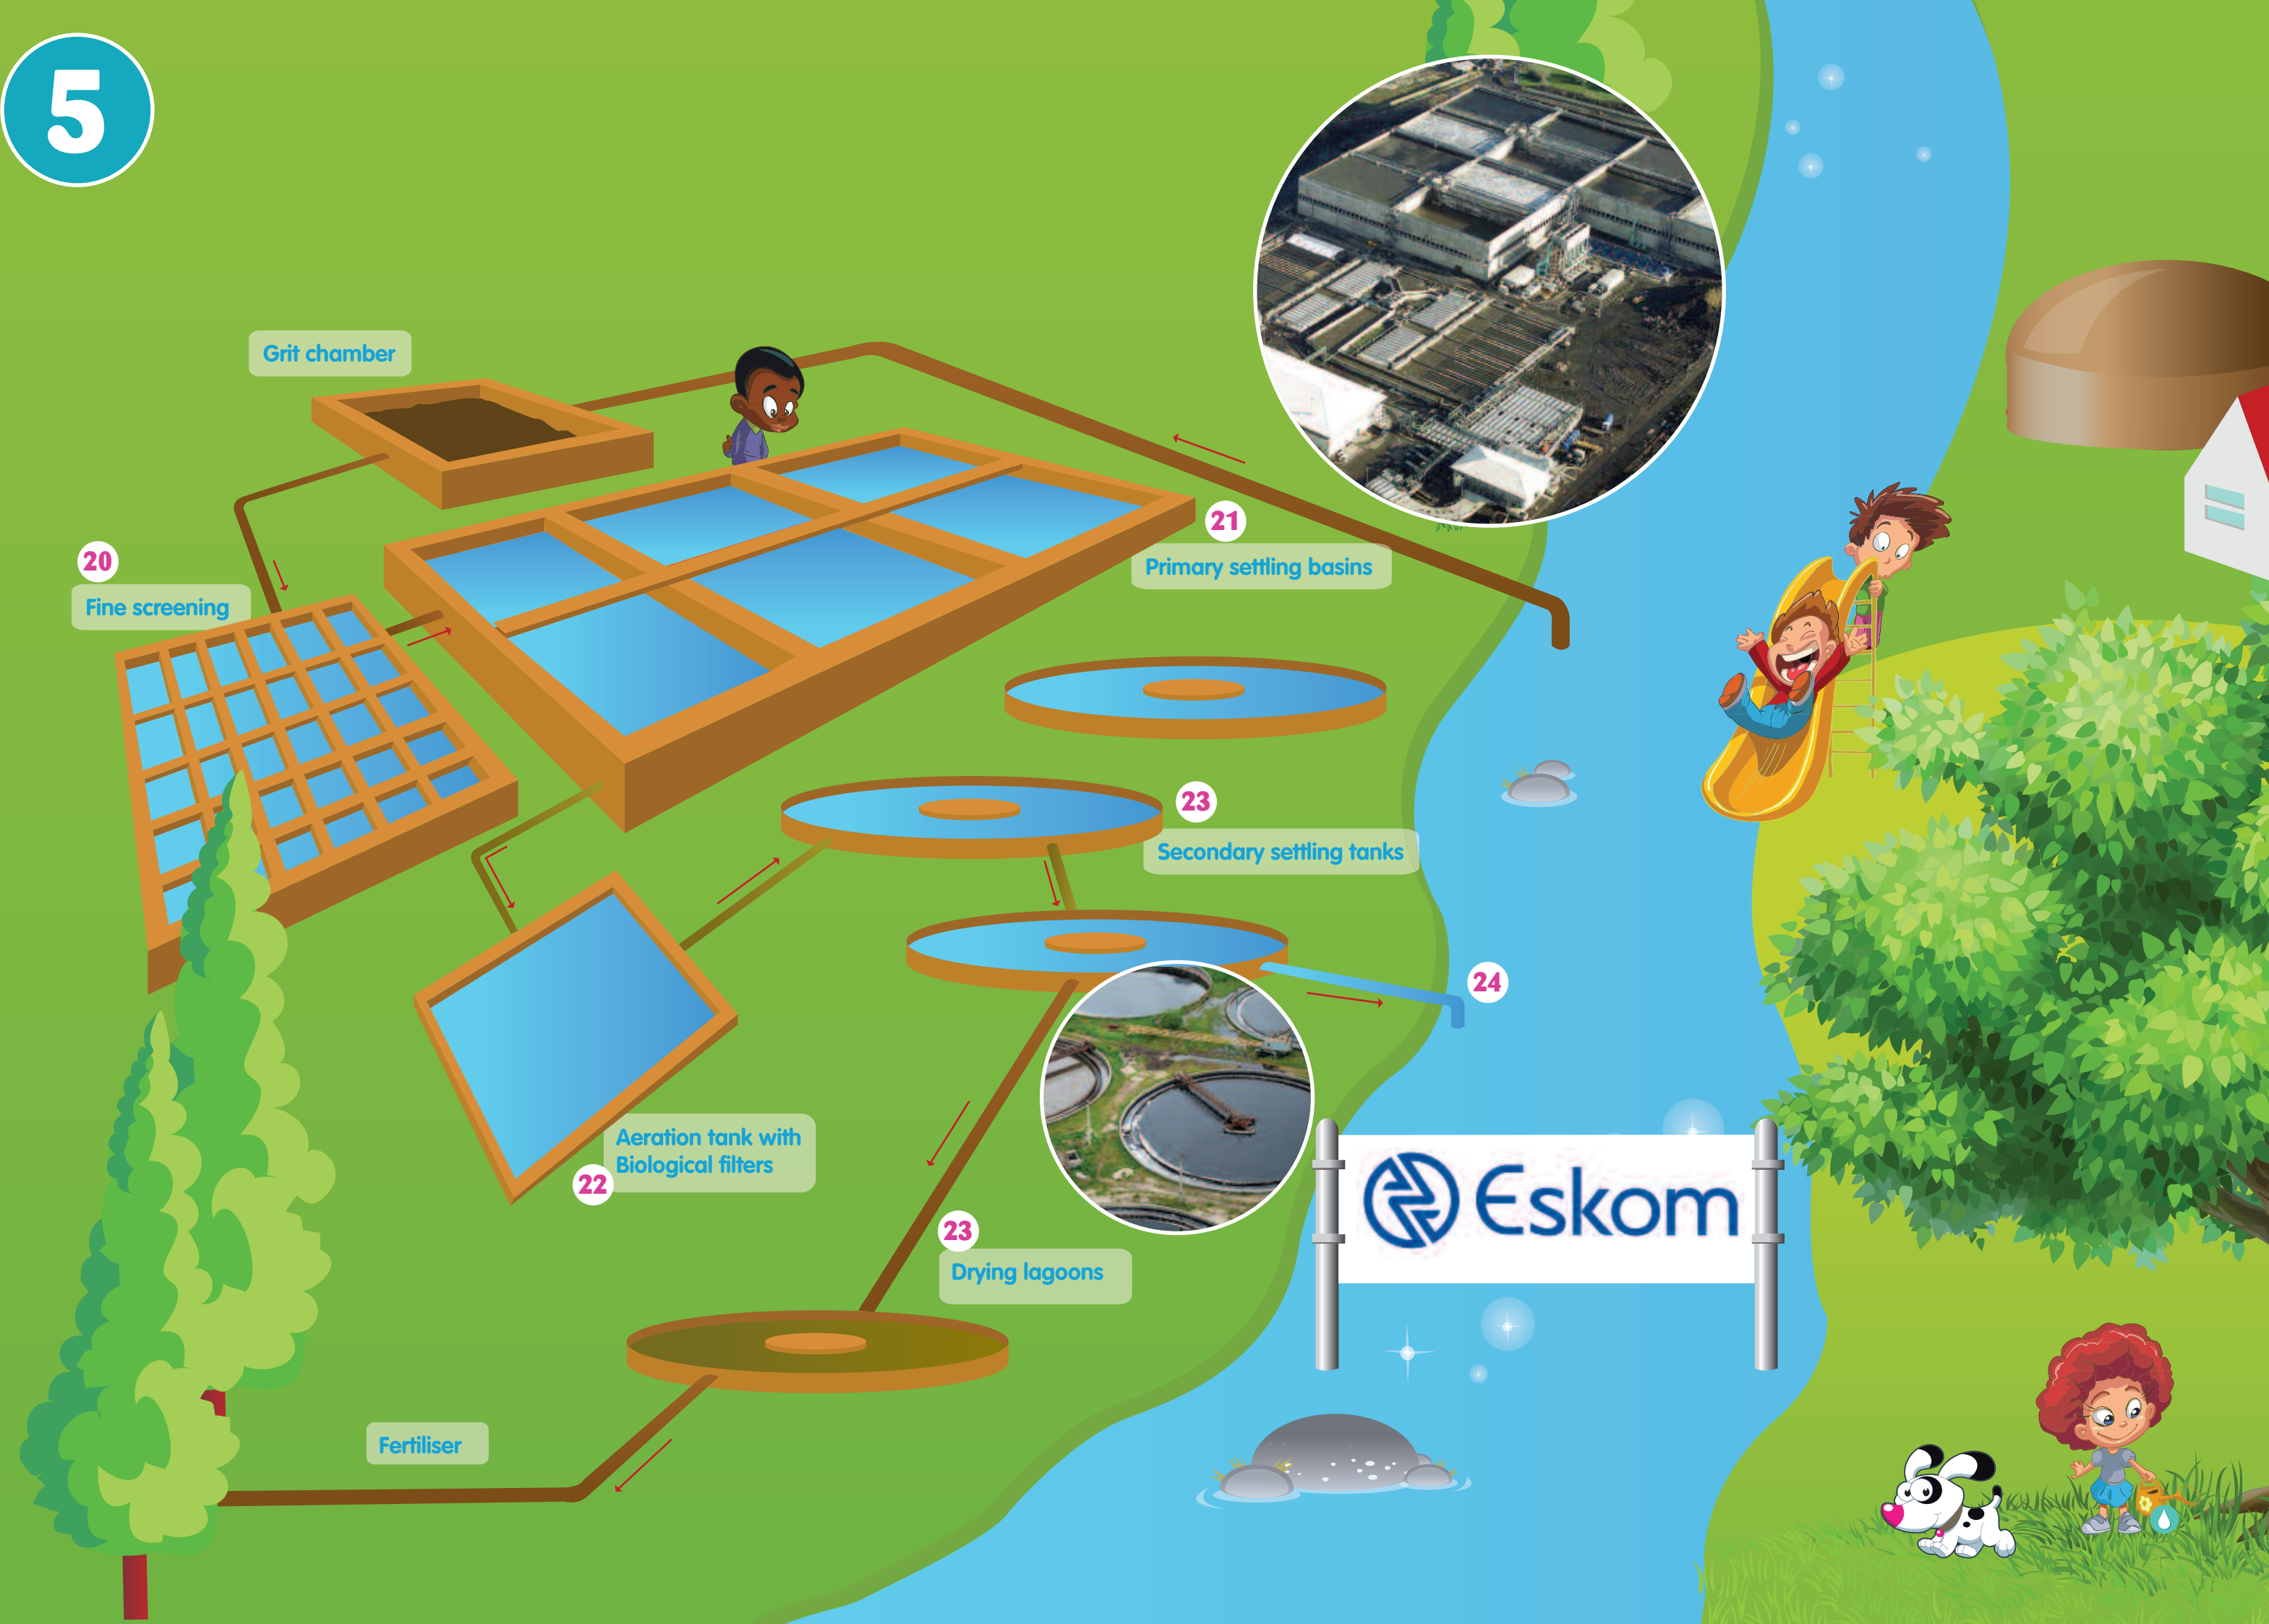 5
Grit chamber
20
Fine screening
21
Primary settling basins
23
Secondary settling tanks
24
Aeration tank with
Biological filters
22
Eskom
23
Drying lagoons
Fertiliser